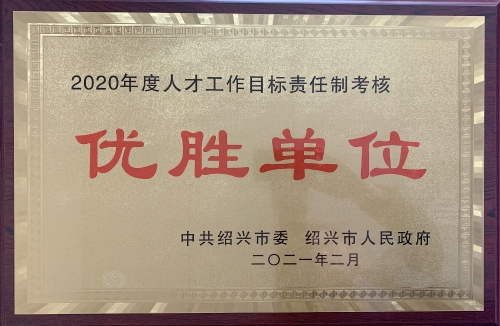 2020年度人才工作目标责任制考核
优胜单位
中共绍兴市委 绍兴市人民政府
二〇二一年二月